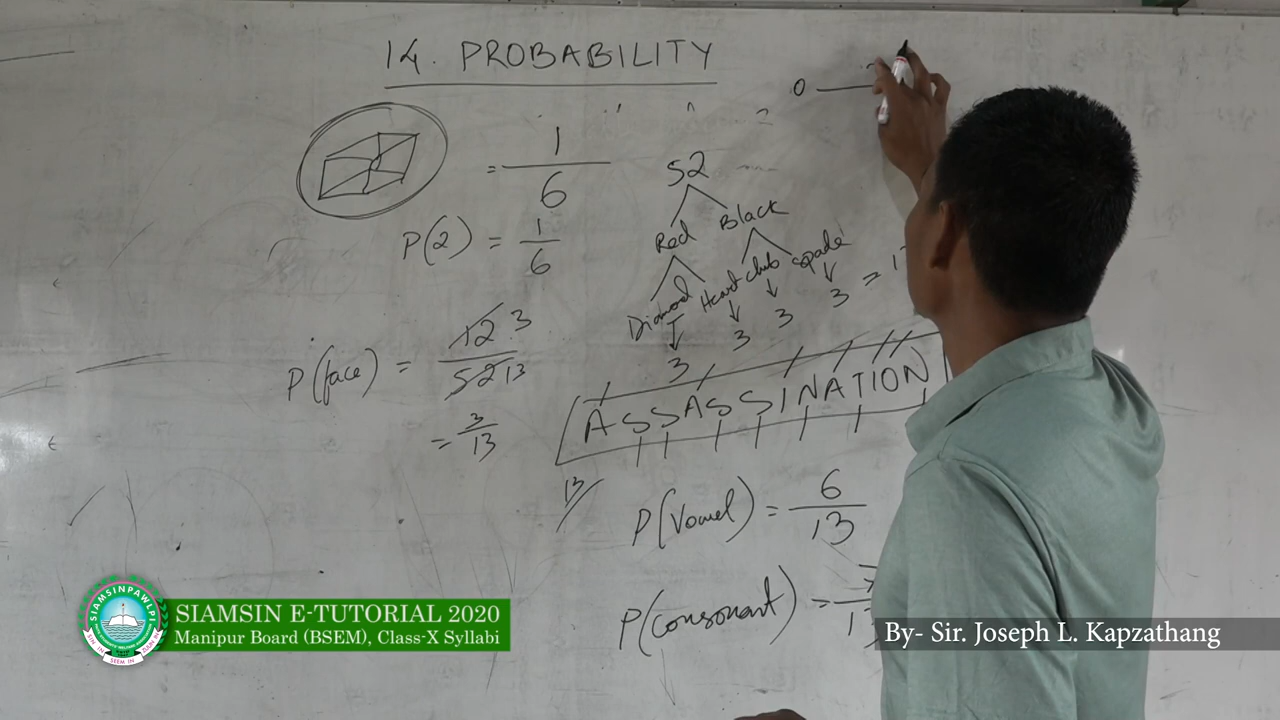 14. PROBABILITY
0
= 1/6
52
P(2) = 1/6
Red Black
Diamond Heart club spade
3 3 3 3 =
P(face) = 12 3 / 52 13
= 3/13
ASSASSINATION
13
P(Vowel) = 6/13
P(consonant) =
SIAMSINPAWLPI
SIAMSIN E-TUTORIAL 2020
Manipur Board (BSEM), Class-X Syllabi
By- Sir. Joseph L. Kapzathang